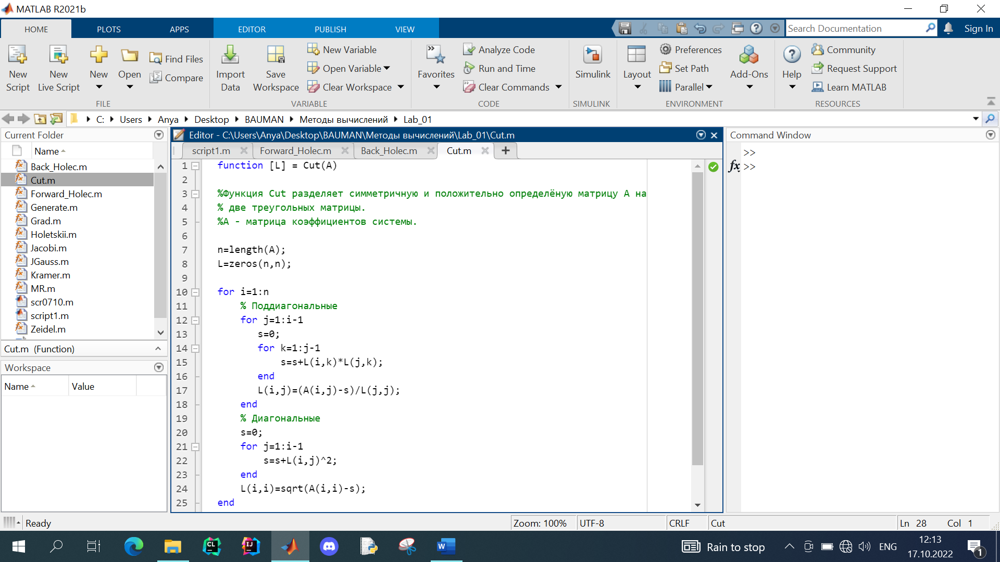 MATLAB R2021b
HOME PLOTS APPS EDITOR PUBLISH VIEW
Search Documentation
Sign In
New Script
New Live Script
New
Open
Find Files
Compare
FILE
Import Data
Save Workspace
New Variable
Open Variable
Clear Workspace
VARIABLE
Favorites
Analyze Code
Run and Time
Clear Commands
CODE
Simulink
SIMULINK
Layout
Preferences
Set Path
Parallel
Add-Ons
ENVIRONMENT
Help
Community
Request Support
Learn MATLAB
RESOURCES
C: Users Anya Desktop BAUMAN Методы вычислений Lab_01
Current Folder
Name
Back_Holec.m
Cut.m
Forward_Holec.m
Generate.m
Grad.m
Holetskii.m
Jacobi.m
JGauss.m
Kramer.m
MR.m
scr0710.m
script1.m
Zeidel.m
Cut.m (Function)
Workspace
Name Value
Editor - C:\Users\Anya\Desktop\BAUMAN\Методы вычислений\Lab_01\Cut.m
script1.m Forward_Holec.m Back_Holec.m Cut.m +
1 function [L] = Cut(A)
2
3 %Функция Cut разделяет симметричную и положительно определёную матрицу А на
4 % две треугольных матрицы.
5 %А - матрица коэффициентов системы.
6
7 n=length(A);
8 L=zeros(n,n);
9
10 for i=1:n
11 % Поддиагональные
12 for j=1:i-1
13 s=0;
14 for k=1:j-1
15 s=s+L(i,k)*L(j,k);
16 end
17 L(i,j)=(A(i,j)-s)/L(j,j);
18 end
19 % Диагональные
20 s=0;
21 for j=1:i-1
22 s=s+L(i,j)^2;
23 end
24 L(i,i)=sqrt(A(i,i)-s);
25 end
Command Window
>>
fx >>
Ready
Zoom: 100% UTF-8 CRLF Cut Ln 28 Col 1
Rain to stop
ENG
12:13
17.10.2022
1